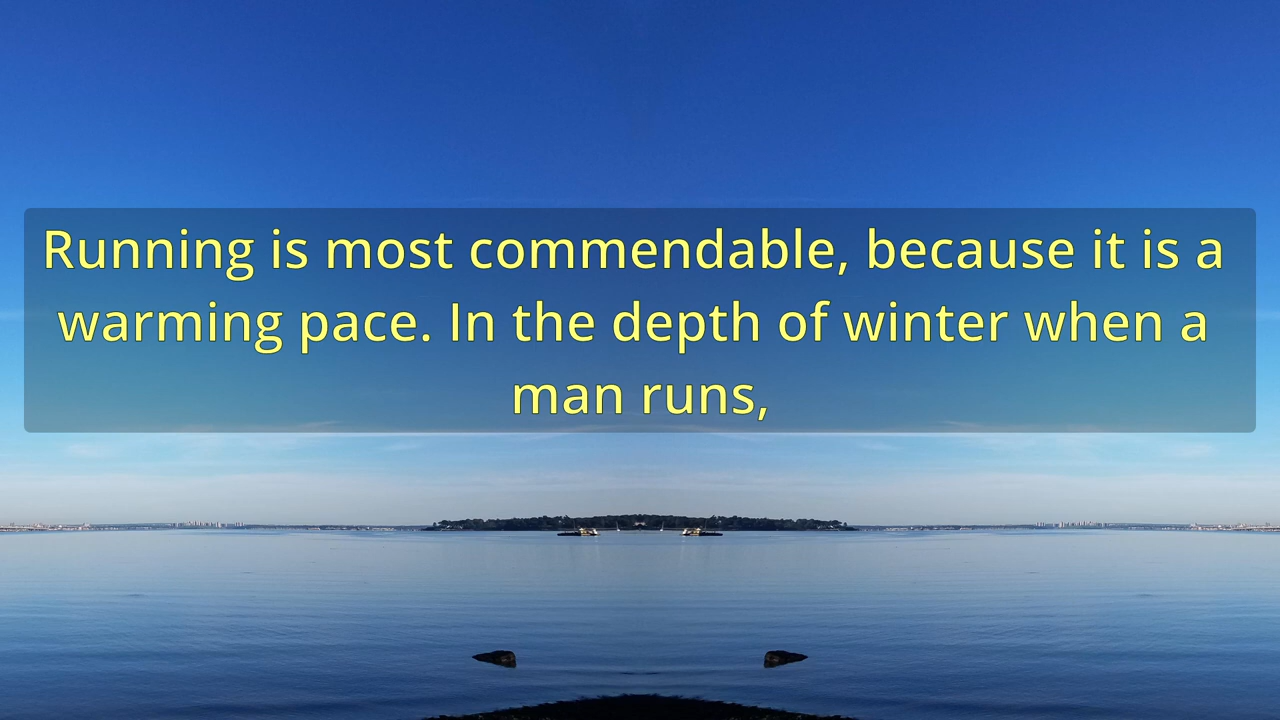 Running is most commendable, because it is a
warming pace. In the depth of winter when a
man runs,